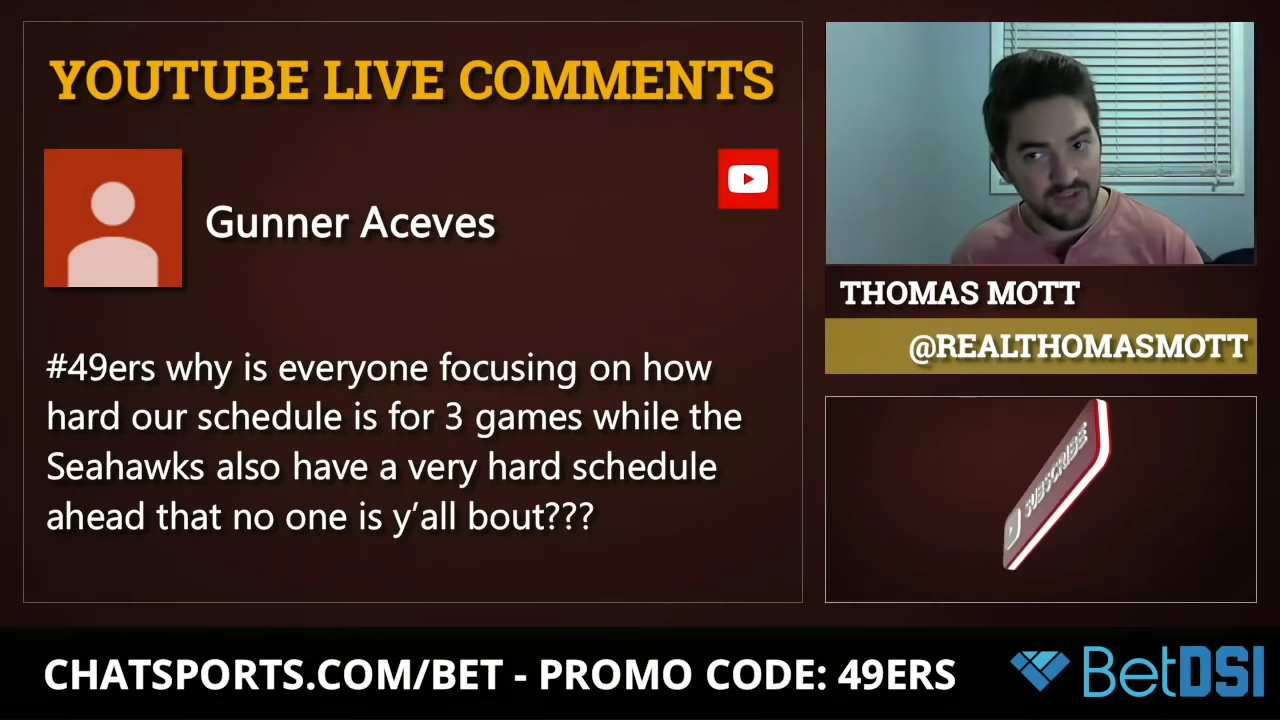 YOUTUBE LIVE COMMENTS
Gunner Aceves
#49ers why is everyone focusing on how
hard our schedule is for 3 games while the
Seahawks also have a very hard schedule
ahead that no one is y’all bout???
THOMAS MOTT
@REALTHOMASMOTT
SUBSCRIBE
CHATSPORTS.COM/BET - PROMO CODE: 49ERS
BetDSI